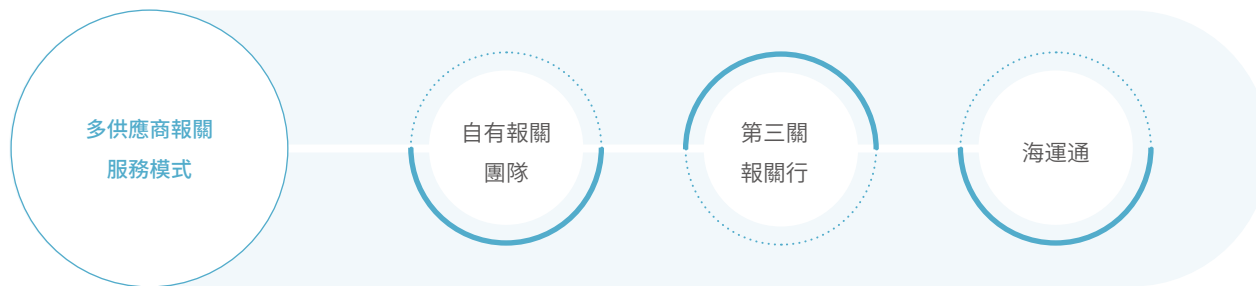 多供應商報關
服務模式
自有報關
團隊
第三關
報關行
海運通